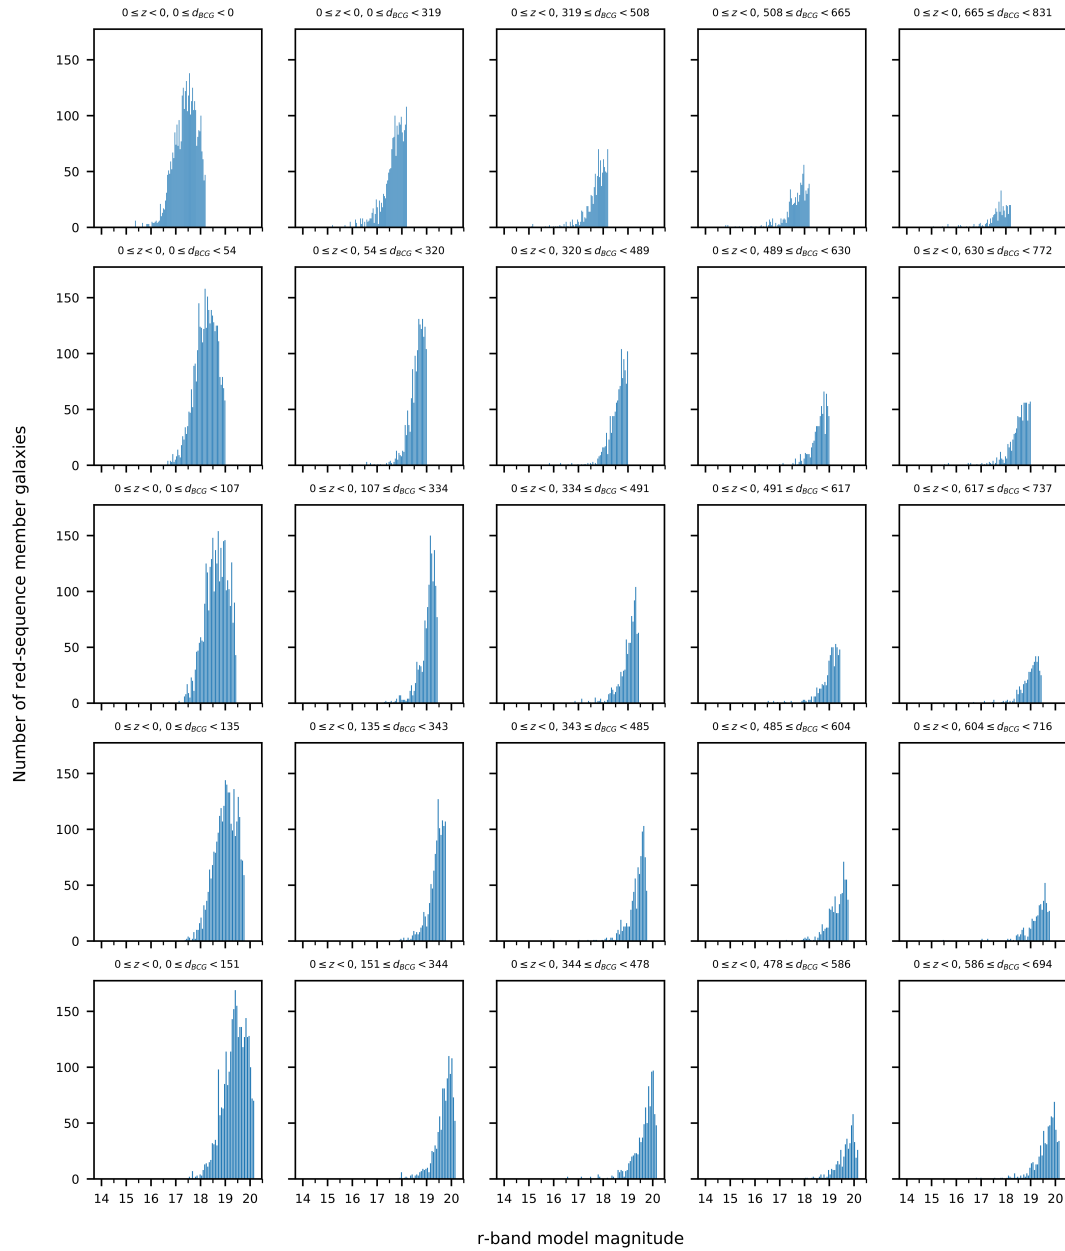 0 ≤ z < 0, 0 ≤ d_BCG < 0
0 ≤ z < 0, 0 ≤ d_BCG < 319
0 ≤ z < 0, 319 ≤ d_BCG < 508
0 ≤ z < 0, 508 ≤ d_BCG < 665
0 ≤ z < 0, 665 ≤ d_BCG < 831
150
100
50
0
0 ≤ z < 0, 0 ≤ d_BCG < 54
0 ≤ z < 0, 54 ≤ d_BCG < 320
0 ≤ z < 0, 320 ≤ d_BCG < 489
0 ≤ z < 0, 489 ≤ d_BCG < 630
0 ≤ z < 0, 630 ≤ d_BCG < 772
150
100
50
0
0 ≤ z < 0, 0 ≤ d_BCG < 107
0 ≤ z < 0, 107 ≤ d_BCG < 334
0 ≤ z < 0, 334 ≤ d_BCG < 491
0 ≤ z < 0, 491 ≤ d_BCG < 617
0 ≤ z < 0, 617 ≤ d_BCG < 737
150
100
50
0
Number of red-sequence member galaxies
0 ≤ z < 0, 0 ≤ d_BCG < 135
0 ≤ z < 0, 135 ≤ d_BCG < 343
0 ≤ z < 0, 343 ≤ d_BCG < 485
0 ≤ z < 0, 485 ≤ d_BCG < 604
0 ≤ z < 0, 604 ≤ d_BCG < 716
150
100
50
0
0 ≤ z < 0, 0 ≤ d_BCG < 151
0 ≤ z < 0, 151 ≤ d_BCG < 344
0 ≤ z < 0, 344 ≤ d_BCG < 478
0 ≤ z < 0, 478 ≤ d_BCG < 586
0 ≤ z < 0, 586 ≤ d_BCG < 694
150
100
50
0
14 15 16 17 18 19 20
14 15 16 17 18 19 20
14 15 16 17 18 19 20
14 15 16 17 18 19 20
14 15 16 17 18 19 20
r-band model magnitude